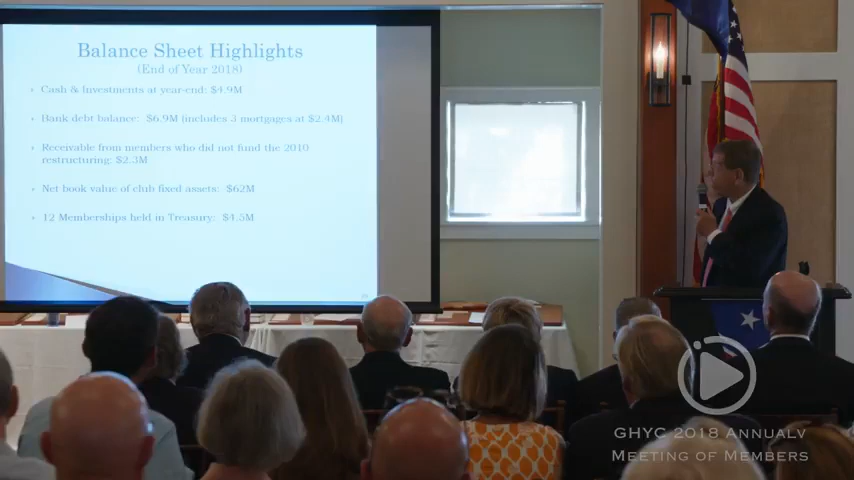 Balance Sheet Highlights
(End of Year 2018)
Cash & Investments at year-end: $4.9M
Bank debt balance: $6.9M (includes 3 mortgages at $2.4M)
Receivable from members who did not fund the 2010
restructuring: $2.3M
Net book value of club fixed assets: $62M
12 Memberships held in Treasury: $4.5M
GHYC 2018 Annualv
Meeting of Members